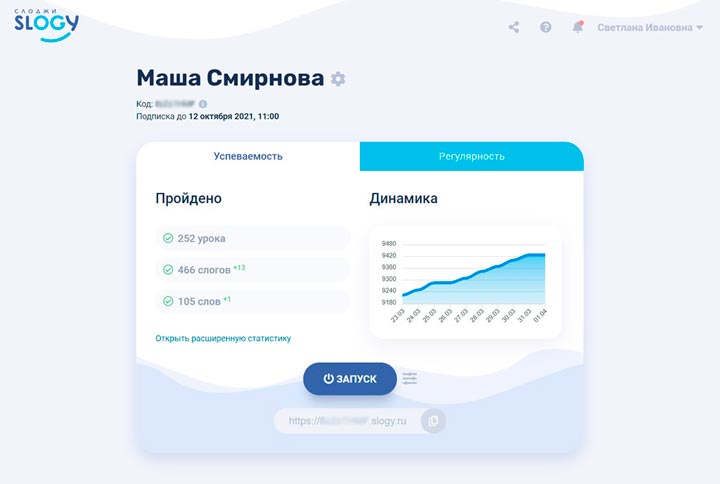 СЛОДЖИ
SLOGY
Светлана Ивановна
Маша Смирнова
Код:
Подписка до 12 октября 2021, 11:00
Успеваемость
Регулярность
Пройдено
Динамика
252 урока
466 слогов +13
105 слов +1
9480
9420
9360
9300
9240
9180
23.03 24.03 25.03 26.03 27.03 28.03 29.03 30.03 31.03 01.04
Открыть расширенную статистику
ЗАПУСК
https:// .slogy.ru